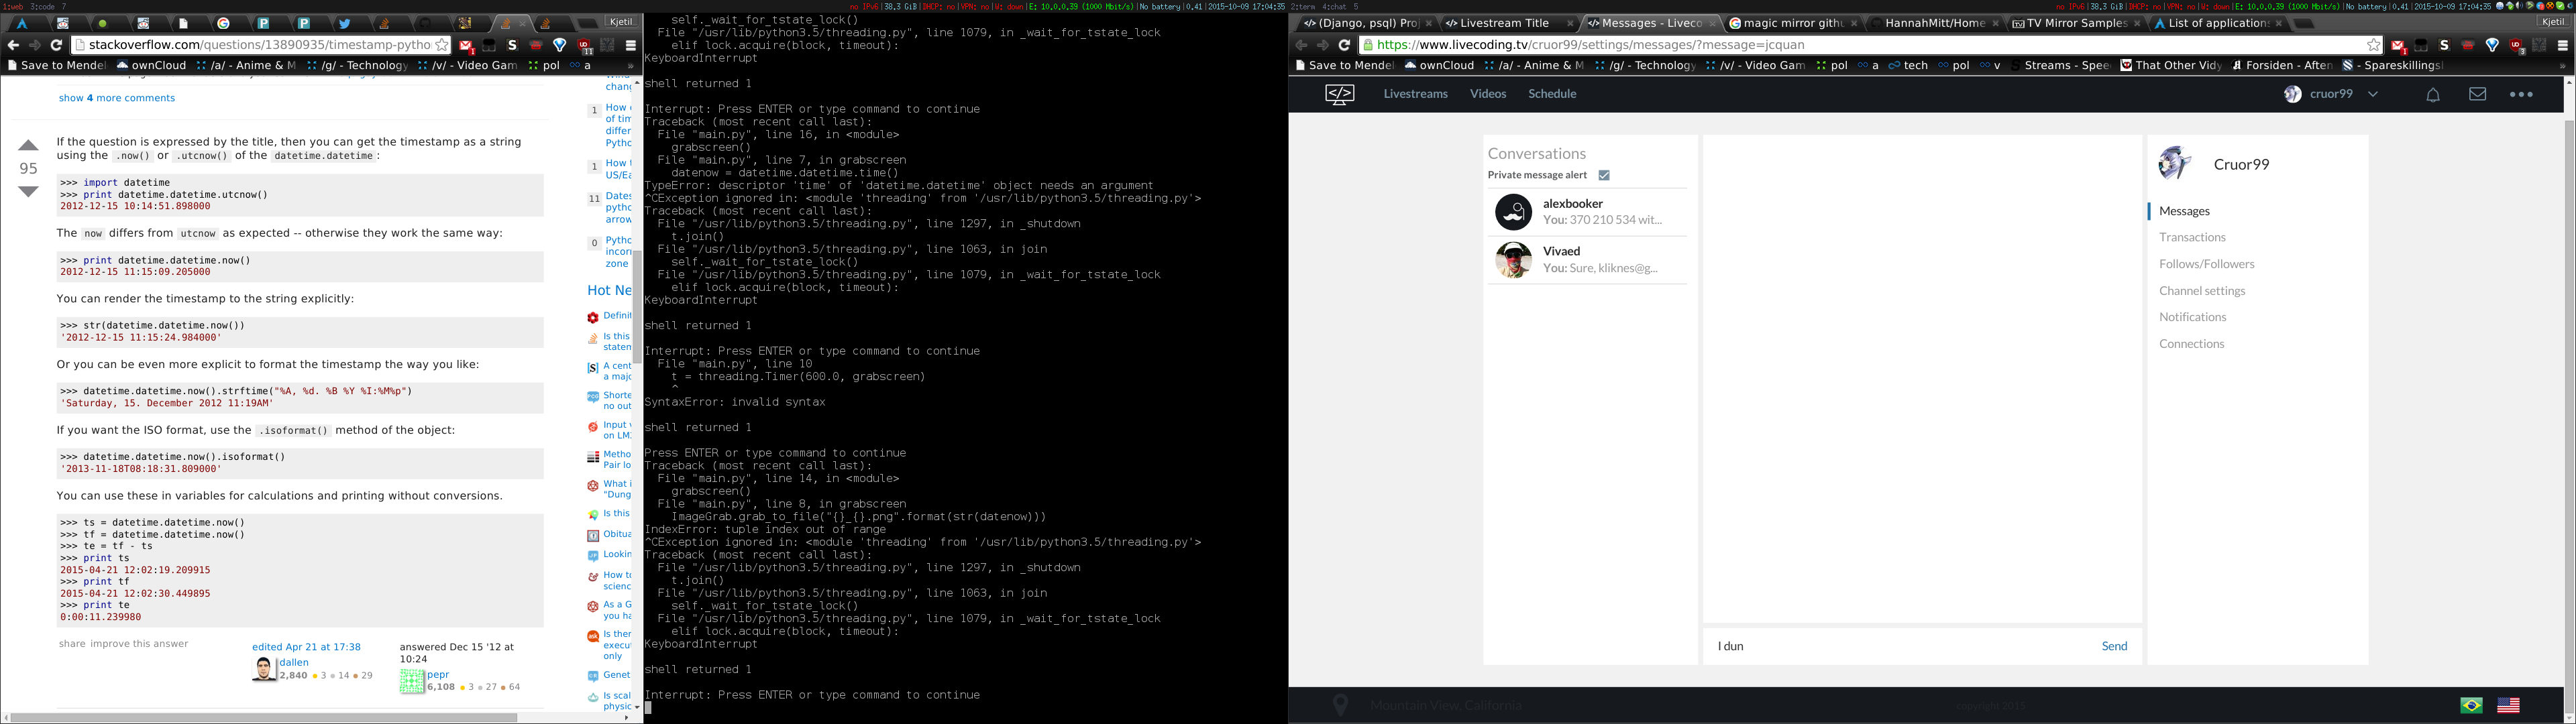 1:web 3:code 7
no IPv6|38,3 GiB|DHCP: no|VPN: no|W: down|E: 10,0,0,39 (1000 Mbit/s)|No battery|0,41|2015-10-09 17:04:35
2:term 4:chat 5
no IPv6|38,3 GiB|DHCP: no|VPN: no|W: down|E: 10,0,0,39 (1000 Mbit/s)|No battery|0,41|2015-10-09 17:04:35
Kjetil
stackoverflow.com/questions/13890935/timestamp-pytho
Save to Mendel
ownCloud
/a/ - Anime & M
/g/ - Technology
/v/ - Video Gam
pol
a
»
show 4 more comments
95
If the question is expressed by the title, then you can get the timestamp as a string
using the .now() or .utcnow() of the datetime.datetime:
>>> import datetime
>>> print datetime.datetime.utcnow()
2012-12-15 10:14:51.898000
The now differs from utcnow as expected -- otherwise they work the same way:
>>> print datetime.datetime.now()
2012-12-15 11:15:09.205000
You can render the timestamp to the string explicitly:
>>> str(datetime.datetime.now())
'2012-12-15 11:15:24.984000'
Or you can be even more explicit to format the timestamp the way you like:
>>> datetime.datetime.now().strftime("%A, %d. %B %Y %I:%M%p")
'Saturday, 15. December 2012 11:19AM'
If you want the ISO format, use the .isoformat() method of the object:
>>> datetime.datetime.now().isoformat()
'2013-11-18T08:18:31.809000'
You can use these in variables for calculations and printing without conversions.
>>> ts = datetime.datetime.now()
>>> tf = datetime.datetime.now()
>>> te = tf - ts
>>> print ts
2015-04-21 12:02:19.209915
>>> print tf
2015-04-21 12:02:30.449895
>>> print te
0:00:11.239980
share improve this answer
edited Apr 21 at 17:38
dallen
2,840 3 14 29
answered Dec 15 '12 at
10:24
pepr
6,108 3 27 64
chang
1 How
of tim
differ
Pytho
1 How t
US/Ea
11 Dates
pytho
arrow
0 Pytho
incorr
zone
Hot Ne
Definit
Is this
statem
A cent
a majo
Shorte
no out
Input v
on LM
Metho
Pair lo
What i
"Dung
Is this
Obitua
Lookin
How to
scienc
As a G
you ha
Is ther
execu
only
Genet
Is scal
physic
self._wait_for_tstate_lock()
File "/usr/lib/python3.5/threading.py", line 1079, in _wait_for_tstate_lock
elif lock.acquire(block, timeout):
KeyboardInterrupt
shell returned 1
Interrupt: Press ENTER or type command to continue
Traceback (most recent call last):
File "main.py", line 16, in <module>
grabscreen()
File "main.py", line 7, in grabscreen
datenow = datetime.datetime.time()
TypeError: descriptor 'time' of 'datetime.datetime' object needs an argument
^CException ignored in: <module 'threading' from '/usr/lib/python3.5/threading.py'>
Traceback (most recent call last):
File "/usr/lib/python3.5/threading.py", line 1297, in _shutdown
t.join()
File "/usr/lib/python3.5/threading.py", line 1063, in join
self._wait_for_tstate_lock()
File "/usr/lib/python3.5/threading.py", line 1079, in _wait_for_tstate_lock
elif lock.acquire(block, timeout):
KeyboardInterrupt
shell returned 1
Interrupt: Press ENTER or type command to continue
File "main.py", line 10
t = threading.Timer(600.0, grabscreen)
^
SyntaxError: invalid syntax
shell returned 1
Press ENTER or type command to continue
Traceback (most recent call last):
File "main.py", line 14, in <module>
grabscreen()
File "main.py", line 8, in grabscreen
ImageGrab.grab_to_file("{}_{}.png".format(str(datenow)))
IndexError: tuple index out of range
^CException ignored in: <module 'threading' from '/usr/lib/python3.5/threading.py'>
Traceback (most recent call last):
File "/usr/lib/python3.5/threading.py", line 1297, in _shutdown
t.join()
File "/usr/lib/python3.5/threading.py", line 1063, in join
self._wait_for_tstate_lock()
File "/usr/lib/python3.5/threading.py", line 1079, in _wait_for_tstate_lock
elif lock.acquire(block, timeout):
KeyboardInterrupt
shell returned 1
Interrupt: Press ENTER or type command to continue
(Django, psql) Proj
Livestream Title
Messages - Liveco
magic mirror githu
HannahMitt/Home
TV Mirror Samples
List of application
Kjetil
https://www.livecoding.tv/cruor99/settings/messages/?message=jcquan
Save to Mendel
ownCloud
/a/ - Anime & M
/g/ - Technology
/v/ - Video Gam
pol
a
tech
pol
v
Streams - Spee
That Other Vidy
Forsiden - Aften
- Spareskillingsl
»
Livestreams
Videos
Schedule
cruor99
Conversations
Private message alert
alexbooker
You: 370 210 534 wit...
Vivaed
You: Sure, kliknes@g...
I dun
Send
Cruor99
Messages
Transactions
Follows/Followers
Channel settings
Notifications
Connections
Mountain View, California
copyright 2015